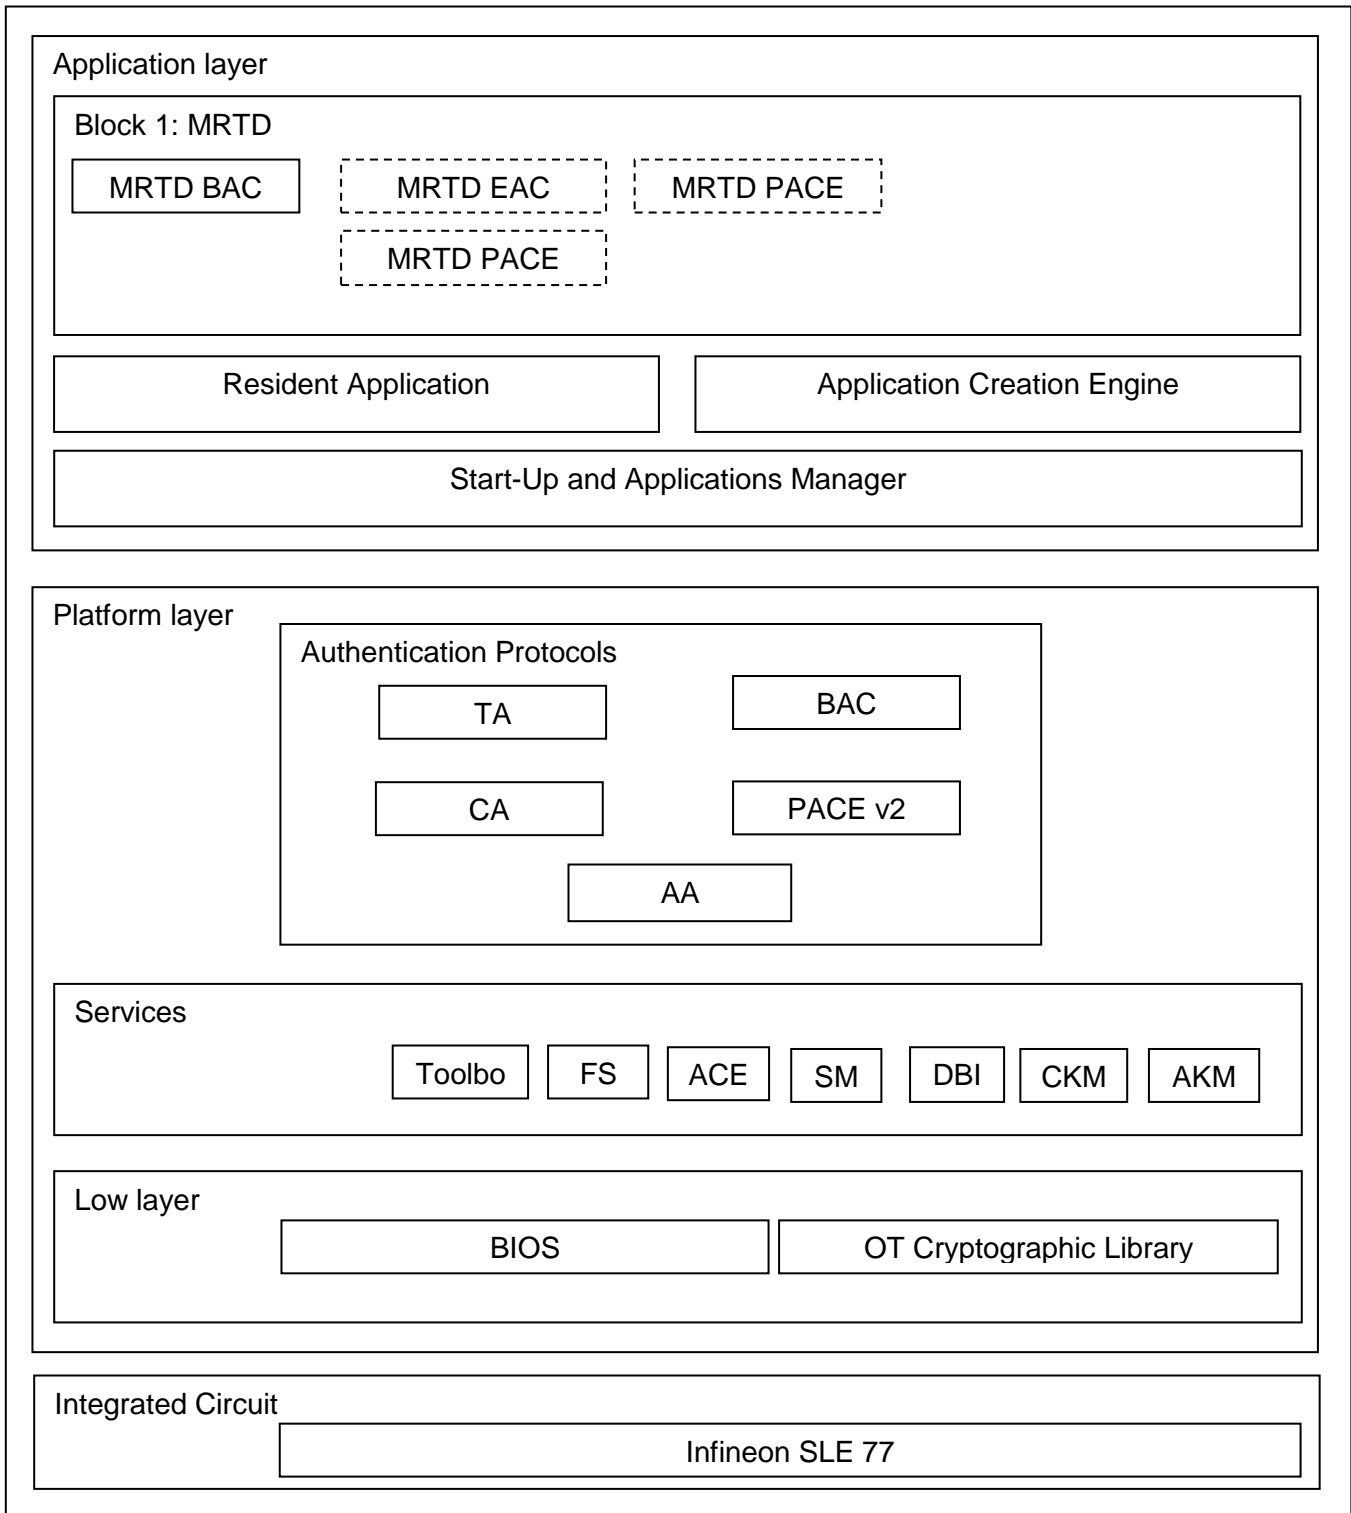 Application layer
Block 1: MRTD
MRTD BAC
MRTD EAC
MRTD PACE
MRTD PACE
Resident Application
Application Creation Engine
Start-Up and Applications Manager
Platform layer
Authentication Protocols
TA
BAC
CA
PACE v2
AA
Services
Toolbo
FS
ACE
SM
DBI
CKM
AKM
Low layer
BIOS
OT Cryptographic Library
Integrated Circuit
Infineon SLE 77